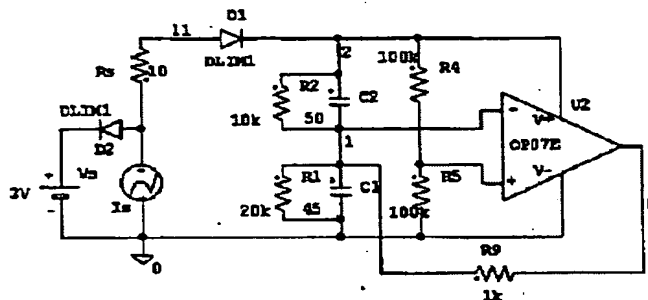 D1
11
12
Rs
10
DLIM1
100k
R4
R2
C2
10k
50
U2
V+
-
OP07E
V-
+
DLIM1
D2
Vs
+
3V
-
Is
1
R1
C1
20k
45
R5
100k
R9
1k
0